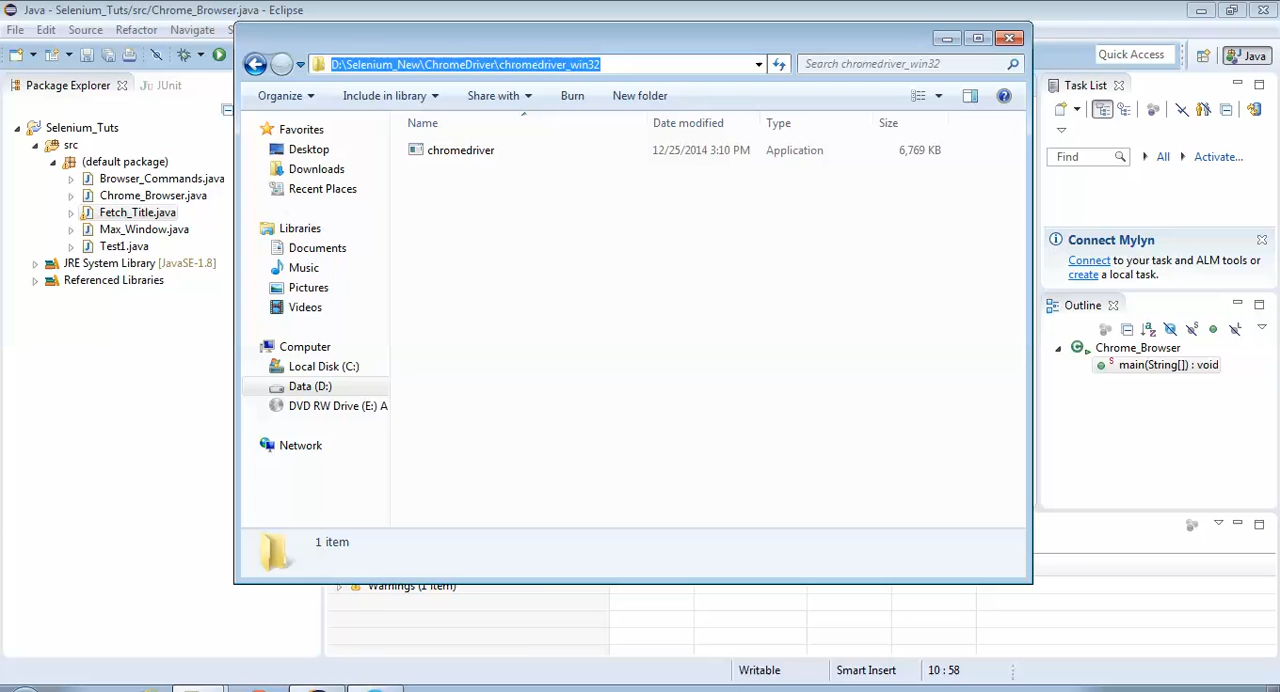 Java - Selenium_Tuts/src/Chrome_Browser.java - Eclipse
File Edit Source Refactor Navigate
D:\Selenium_New\ChromeDriver\chromedriver_win32
Search chromedriver_win32
Quick Access
Java
Package Explorer
JUnit
Organize
Include in library
Share with
Burn
New folder
Task List
Name
Date modified
Type
Size
chromedriver
12/25/2014 3:10 PM
Application
6,769 KB
Selenium_Tuts
src
(default package)
Browser_Commands.java
Chrome_Browser.java
Fetch_Title.java
Max_Window.java
Test1.java
JRE System Library [JavaSE-1.8]
Referenced Libraries
Favorites
Desktop
Downloads
Recent Places
Libraries
Documents
Music
Pictures
Videos
Computer
Local Disk (C:)
Data (D:)
DVD RW Drive (E:) A
Network
1 item
Find
All
Activate...
Connect Mylyn
Connect to your task and ALM tools or
create a local task.
Outline
Chrome_Browser
main(String[]) : void
Warnings (1 item)
Writable
Smart Insert
10 : 58